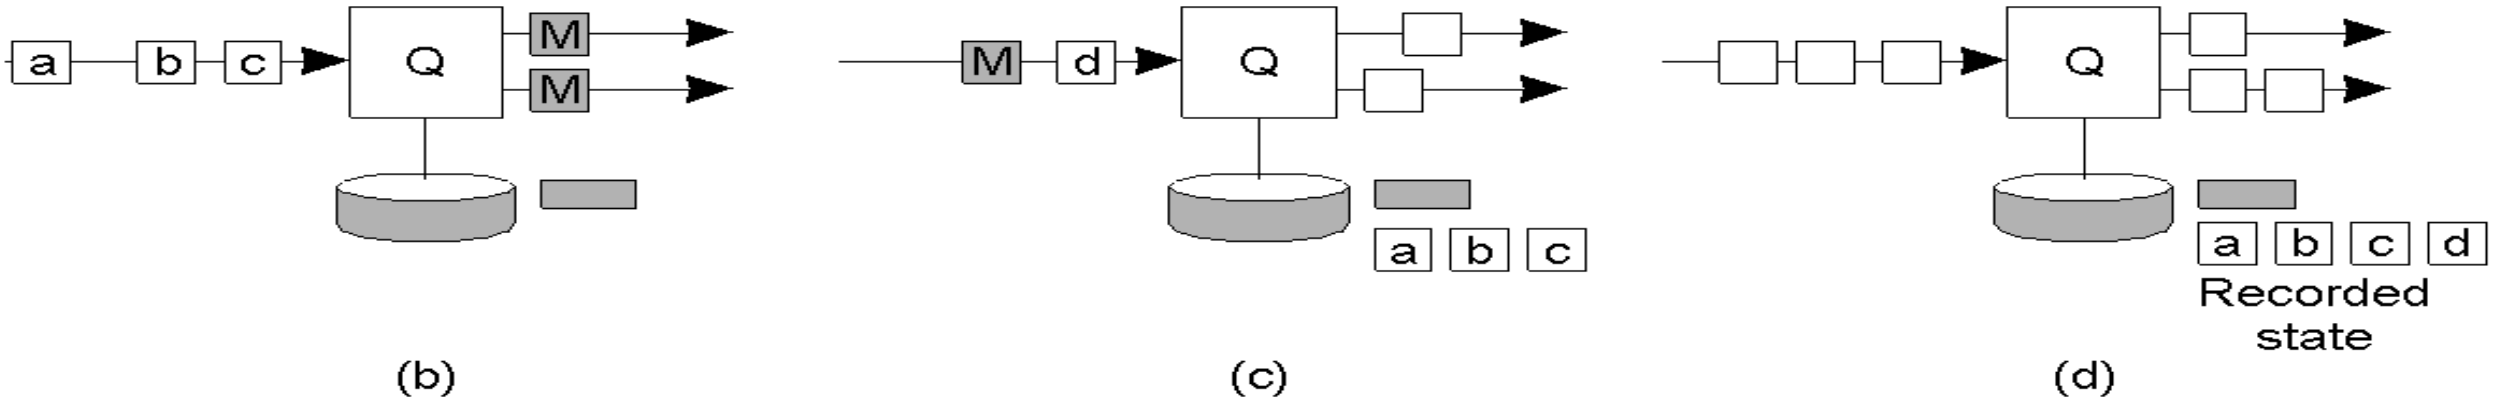 M
a b c Q
M
M d Q
Q
a b c
a b c d
Recorded
state
(b) (c) (d)